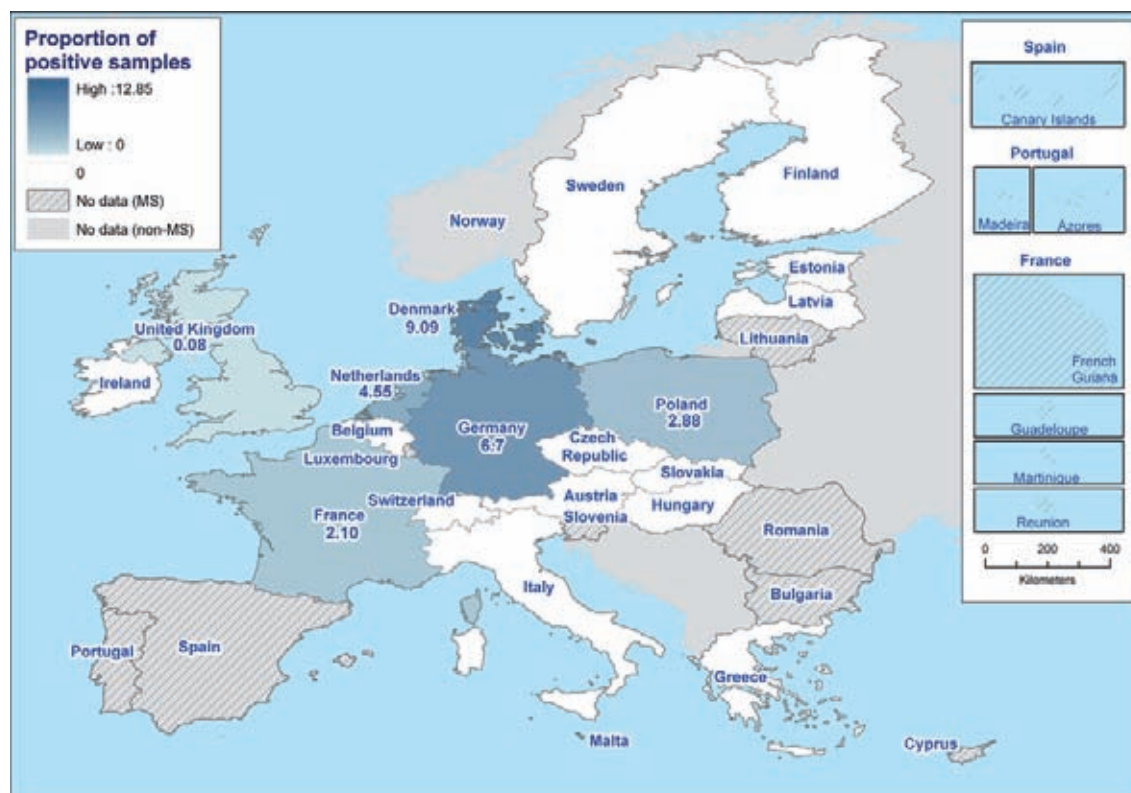 Proportion of
positive samples
High :12.85
Low : 0
0
No data (MS)
No data (non-MS)
Spain
Canary Islands
Portugal
Madeira
Azores
France
French
Guiana
Guadeloupe
Martinique
Reunion
0 200 400
Kilometers
Finland
Sweden
Norway
Estonia
Latvia
Lithuania
Denmark
9.09
United Kingdom
0.08
Ireland
Netherlands
4.55
Belgium
Luxembourg
Germany
6.7
Poland
2.88
Czech
Republic
Slovakia
Switzerland
Austria
Slovenia
Hungary
France
2.10
Romania
Bulgaria
Italy
Portugal
Spain
Greece
Malta
Cyprus